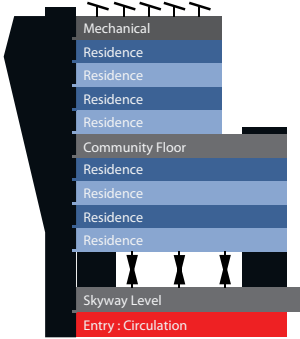 Mechanical
Residence
Residence
Residence
Residence
Community Floor
Residence
Residence
Residence
Residence
Skyway Level
Entry : Circulation